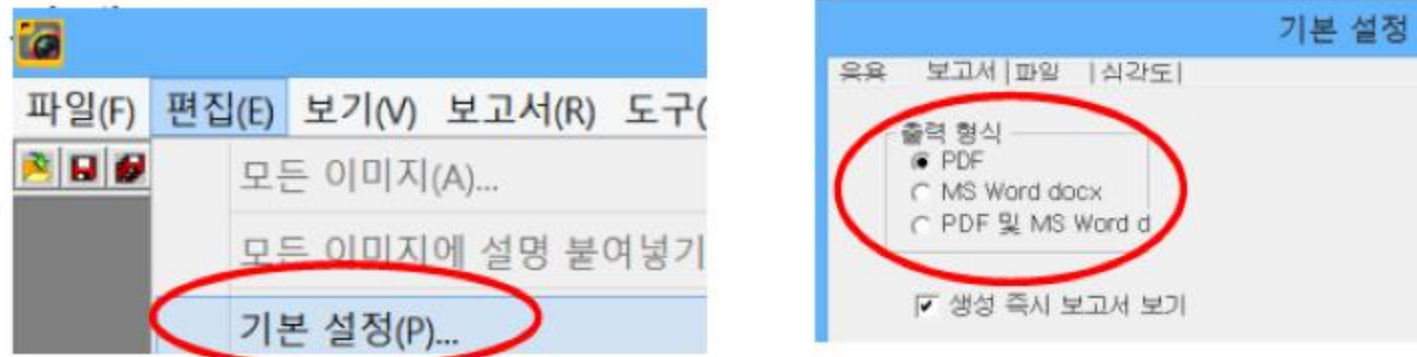 파일(F) 편집(E) 보기(V) 보고서(R) 도구(
모든 이미지(A)...
모든 이미지에 설명 붙여넣기
기본 설정(P)...
기본 설정
보고서 | 파일 | 심각도 |
출력 형식
PDF
MS Word docx
PDF 및 MS Word d
생성 즉시 보고서 보기